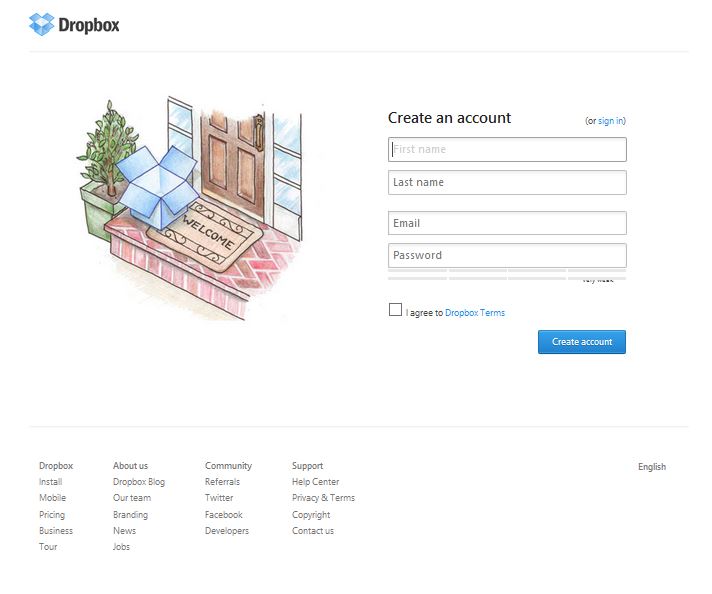 Dropbox
Create an account
(or sign in)
First name
Last name
Email
Password
WELCOME
I agree to Dropbox Terms
Create account
Dropbox
Install
Mobile
Pricing
Business
Tour
About us
Dropbox Blog
Our team
Branding
News
Jobs
Community
Referrals
Twitter
Facebook
Developers
Support
Help Center
Privacy & Terms
Copyright
Contact us
English